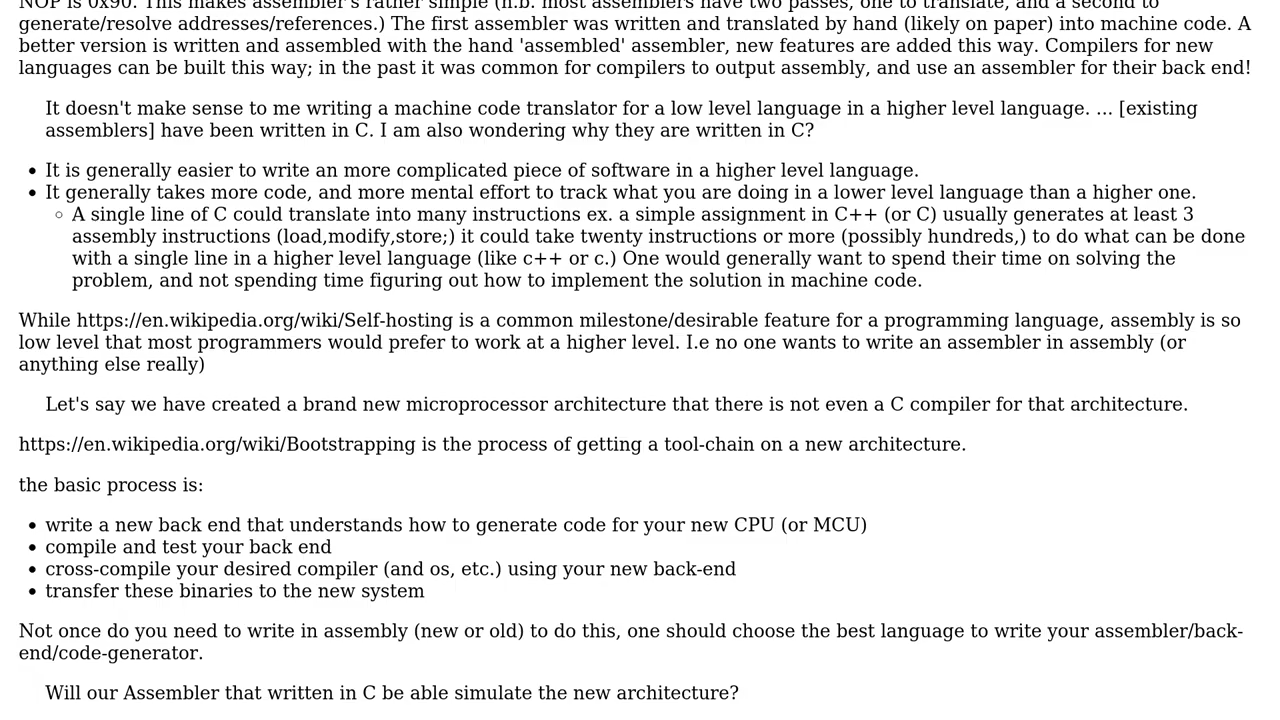 NOP is 0x90. This makes assembler's rather simple (n.b. most assemblers have two passes, one to translate, and a second to
generate/resolve addresses/references.) The first assembler was written and translated by hand (likely on paper) into machine code. A
better version is written and assembled with the hand 'assembled' assembler, new features are added this way. Compilers for new
languages can be built this way; in the past it was common for compilers to output assembly, and use an assembler for their back end!
It doesn't make sense to me writing a machine code translator for a low level language in a higher level language. ... [existing
assemblers] have been written in C. I am also wondering why they are written in C?
• It is generally easier to write an more complicated piece of software in a higher level language.
• It generally takes more code, and more mental effort to track what you are doing in a lower level language than a higher one.
◦ A single line of C could translate into many instructions ex. a simple assignment in C++ (or C) usually generates at least 3
assembly instructions (load,modify,store;) it could take twenty instructions or more (possibly hundreds,) to do what can be done
with a single line in a higher level language (like c++ or c.) One would generally want to spend their time on solving the
problem, and not spending time figuring out how to implement the solution in machine code.
While https://en.wikipedia.org/wiki/Self-hosting is a common milestone/desirable feature for a programming language, assembly is so
low level that most programmers would prefer to work at a higher level. I.e no one wants to write an assembler in assembly (or
anything else really)
Let's say we have created a brand new microprocessor architecture that there is not even a C compiler for that architecture.
https://en.wikipedia.org/wiki/Bootstrapping is the process of getting a tool-chain on a new architecture.
the basic process is:
• write a new back end that understands how to generate code for your new CPU (or MCU)
• compile and test your back end
• cross-compile your desired compiler (and os, etc.) using your new back-end
• transfer these binaries to the new system
Not once do you need to write in assembly (new or old) to do this, one should choose the best language to write your assembler/back-
end/code-generator.
Will our Assembler that written in C be able simulate the new architecture?